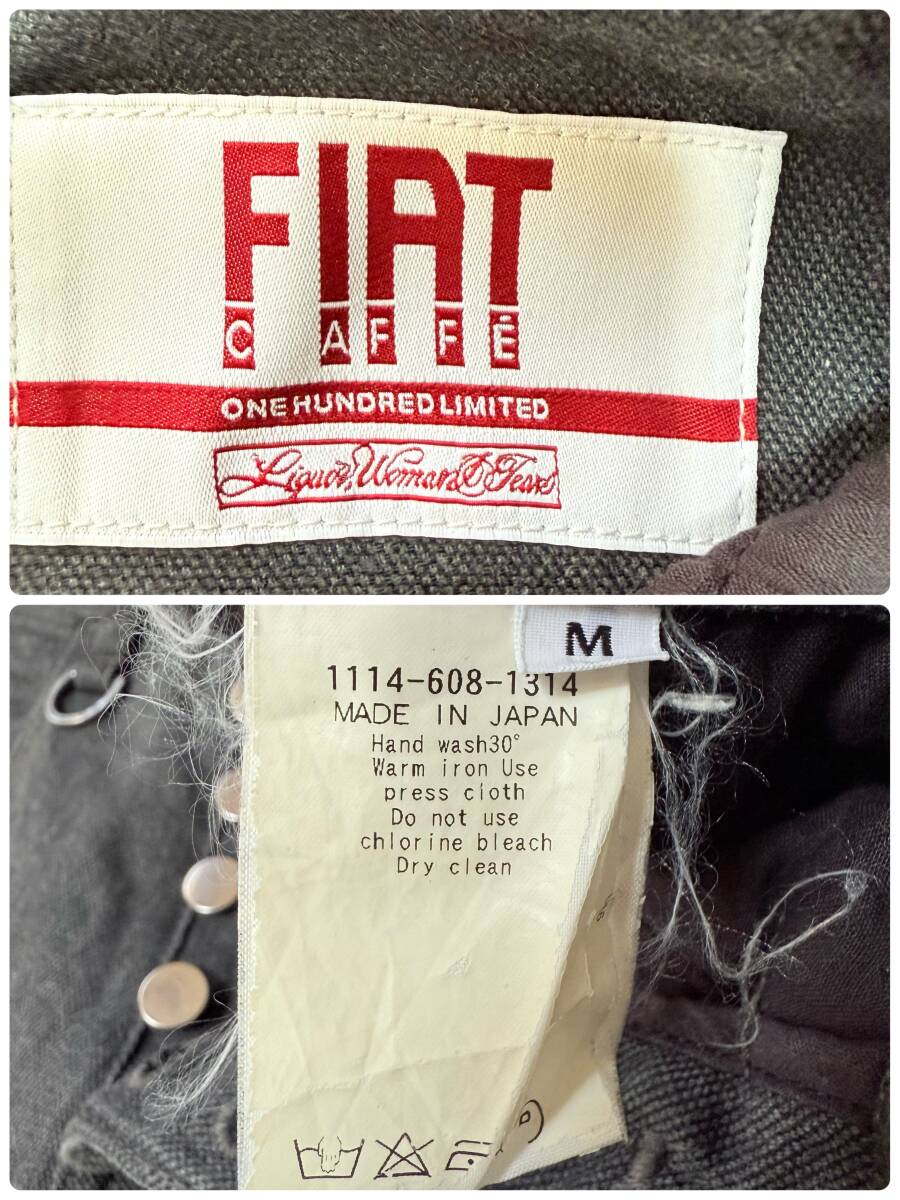 FIAT
CAFFÉ
ONE HUNDRED LIMITED
Liquor, Woman & Tears
M
1114-608-1314
MADE IN JAPAN
Hand wash30°
Warm iron Use
press cloth
Do not use
chlorine bleach
Dry clean